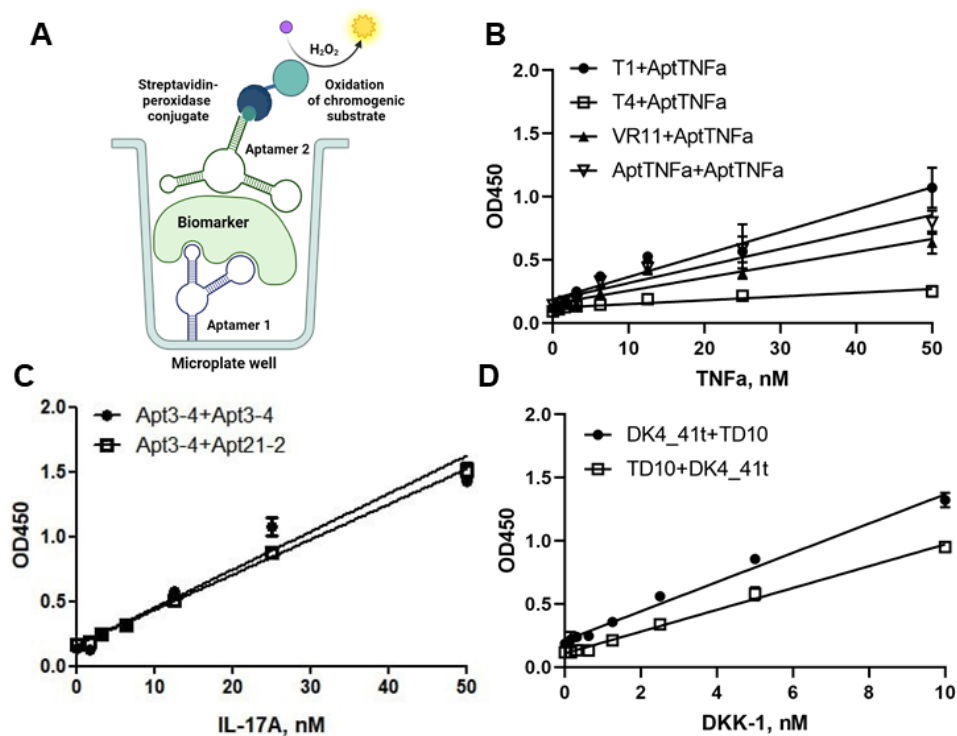 A
H₂O₂
Streptavidin-
peroxidase
conjugate
Oxidation
of chromogenic
substrate
Aptamer 2
Biomarker
Aptamer 1
Microplate well
B
T1+AptTNFa
T4+AptTNFa
VR11+AptTNFa
AptTNFa+AptTNFa
OD450
2.0
1.5
1.0
0.5
0.0
0 10 20 30 40 50
TNFa, nM
C
Apt3-4+Apt3-4
Apt3-4+Apt21-2
OD450
2.0
1.5
1.0
0.5
0.0
0 10 20 30 40 50
IL-17A, nM
D
DK4_41t+TD10
TD10+DK4_41t
OD450
2.0
1.5
1.0
0.5
0.0
0 2 4 6 8 10
DKK-1, nM